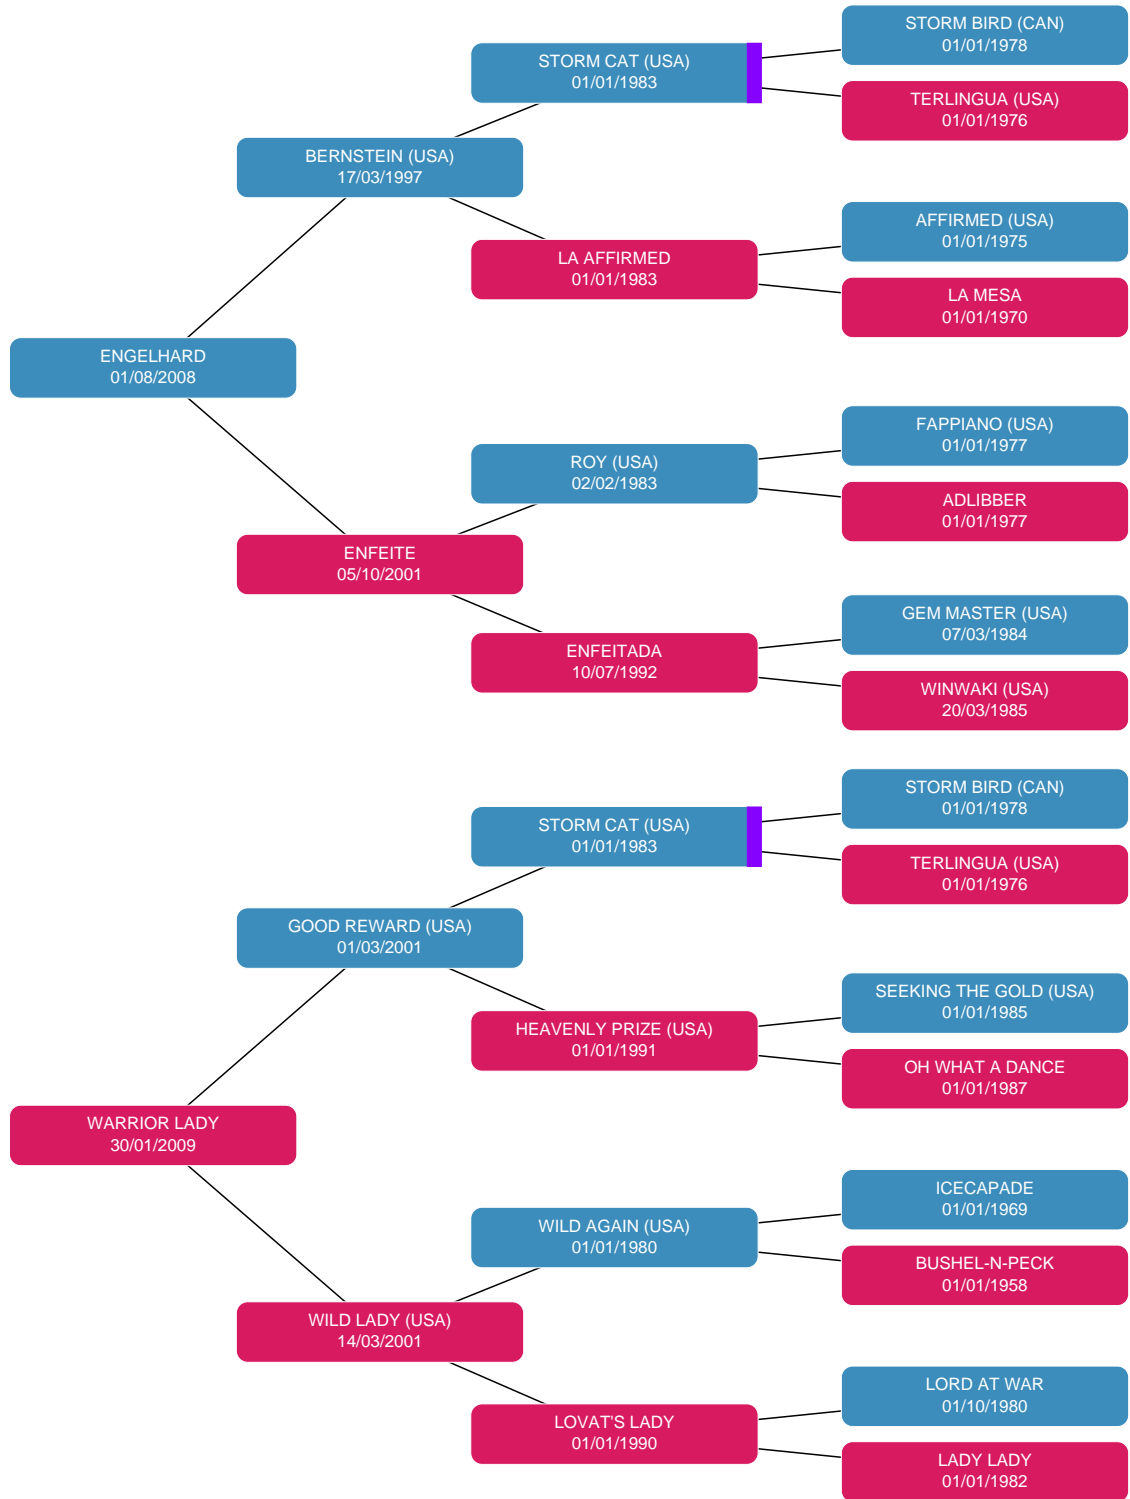 STORM BIRD (CAN)
01/01/1978
STORM CAT (USA)
01/01/1983
TERLINGUA (USA)
01/01/1976
BERNSTEIN (USA)
17/03/1997
AFFIRMED (USA)
01/01/1975
LA AFFIRMED
01/01/1983
LA MESA
01/01/1970
ENGELHARD
01/08/2008
FAPPIANO (USA)
01/01/1977
ROY (USA)
02/02/1983
ADLIBBER
01/01/1977
ENFEITE
05/10/2001
GEM MASTER (USA)
07/03/1984
ENFEITADA
10/07/1992
WINWAKI (USA)
20/03/1985
STORM BIRD (CAN)
01/01/1978
STORM CAT (USA)
01/01/1983
TERLINGUA (USA)
01/01/1976
GOOD REWARD (USA)
01/03/2001
SEEKING THE GOLD (USA)
01/01/1985
HEAVENLY PRIZE (USA)
01/01/1991
OH WHAT A DANCE
01/01/1987
WARRIOR LADY
30/01/2009
ICECAPADE
01/01/1969
WILD AGAIN (USA)
01/01/1980
BUSHEL-N-PECK
01/01/1958
WILD LADY (USA)
14/03/2001
LORD AT WAR
01/10/1980
LOVAT'S LADY
01/01/1990
LADY LADY
01/01/1982